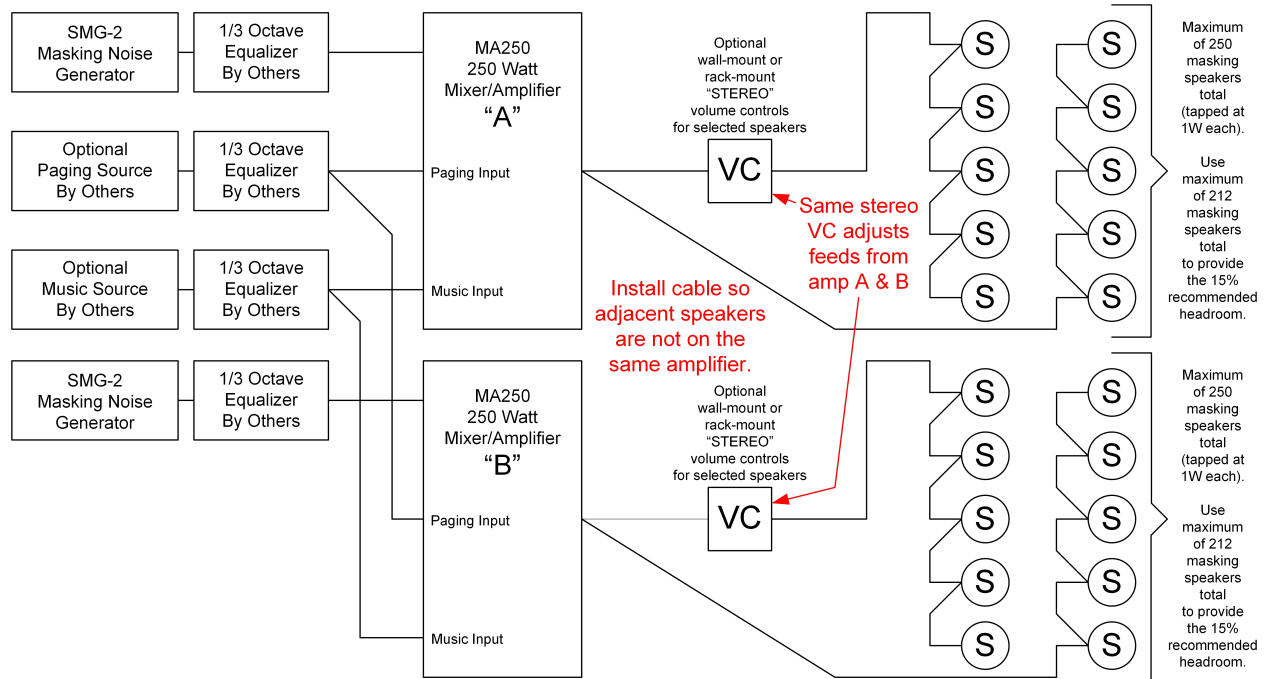 SMG-2
Masking Noise
Generator
1/3 Octave
Equalizer
By Others
MA250
250 Watt
Mixer/Amplifier
“A”
Optional
wall-mount or
rack-mount
“STEREO”
volume controls
for selected speakers
VC
S
S
S
S
S
S
S
S
S
S
Maximum
of 250
masking
speakers
total
(tapped at
1W each).
Use
maximum
of 212
masking
speakers
total
to provide
the 15%
recommended
headroom.
Optional
Paging Source
By Others
1/3 Octave
Equalizer
By Others
Paging Input
Optional
Music Source
By Others
1/3 Octave
Equalizer
By Others
Music Input
Same stereo
VC adjusts
feeds from
amp A & B
Install cable so
adjacent speakers
are not on the
same amplifier.
SMG-2
Masking Noise
Generator
1/3 Octave
Equalizer
By Others
MA250
250 Watt
Mixer/Amplifier
“B”
Paging Input
Music Input
Optional
wall-mount or
rack-mount
“STEREO”
volume controls
for selected speakers
VC
S
S
S
S
S
S
S
S
S
S
Maximum
of 250
masking
speakers
total
(tapped at
1W each).
Use
maximum
of 212
masking
speakers
total
to provide
the 15%
recommended
headroom.